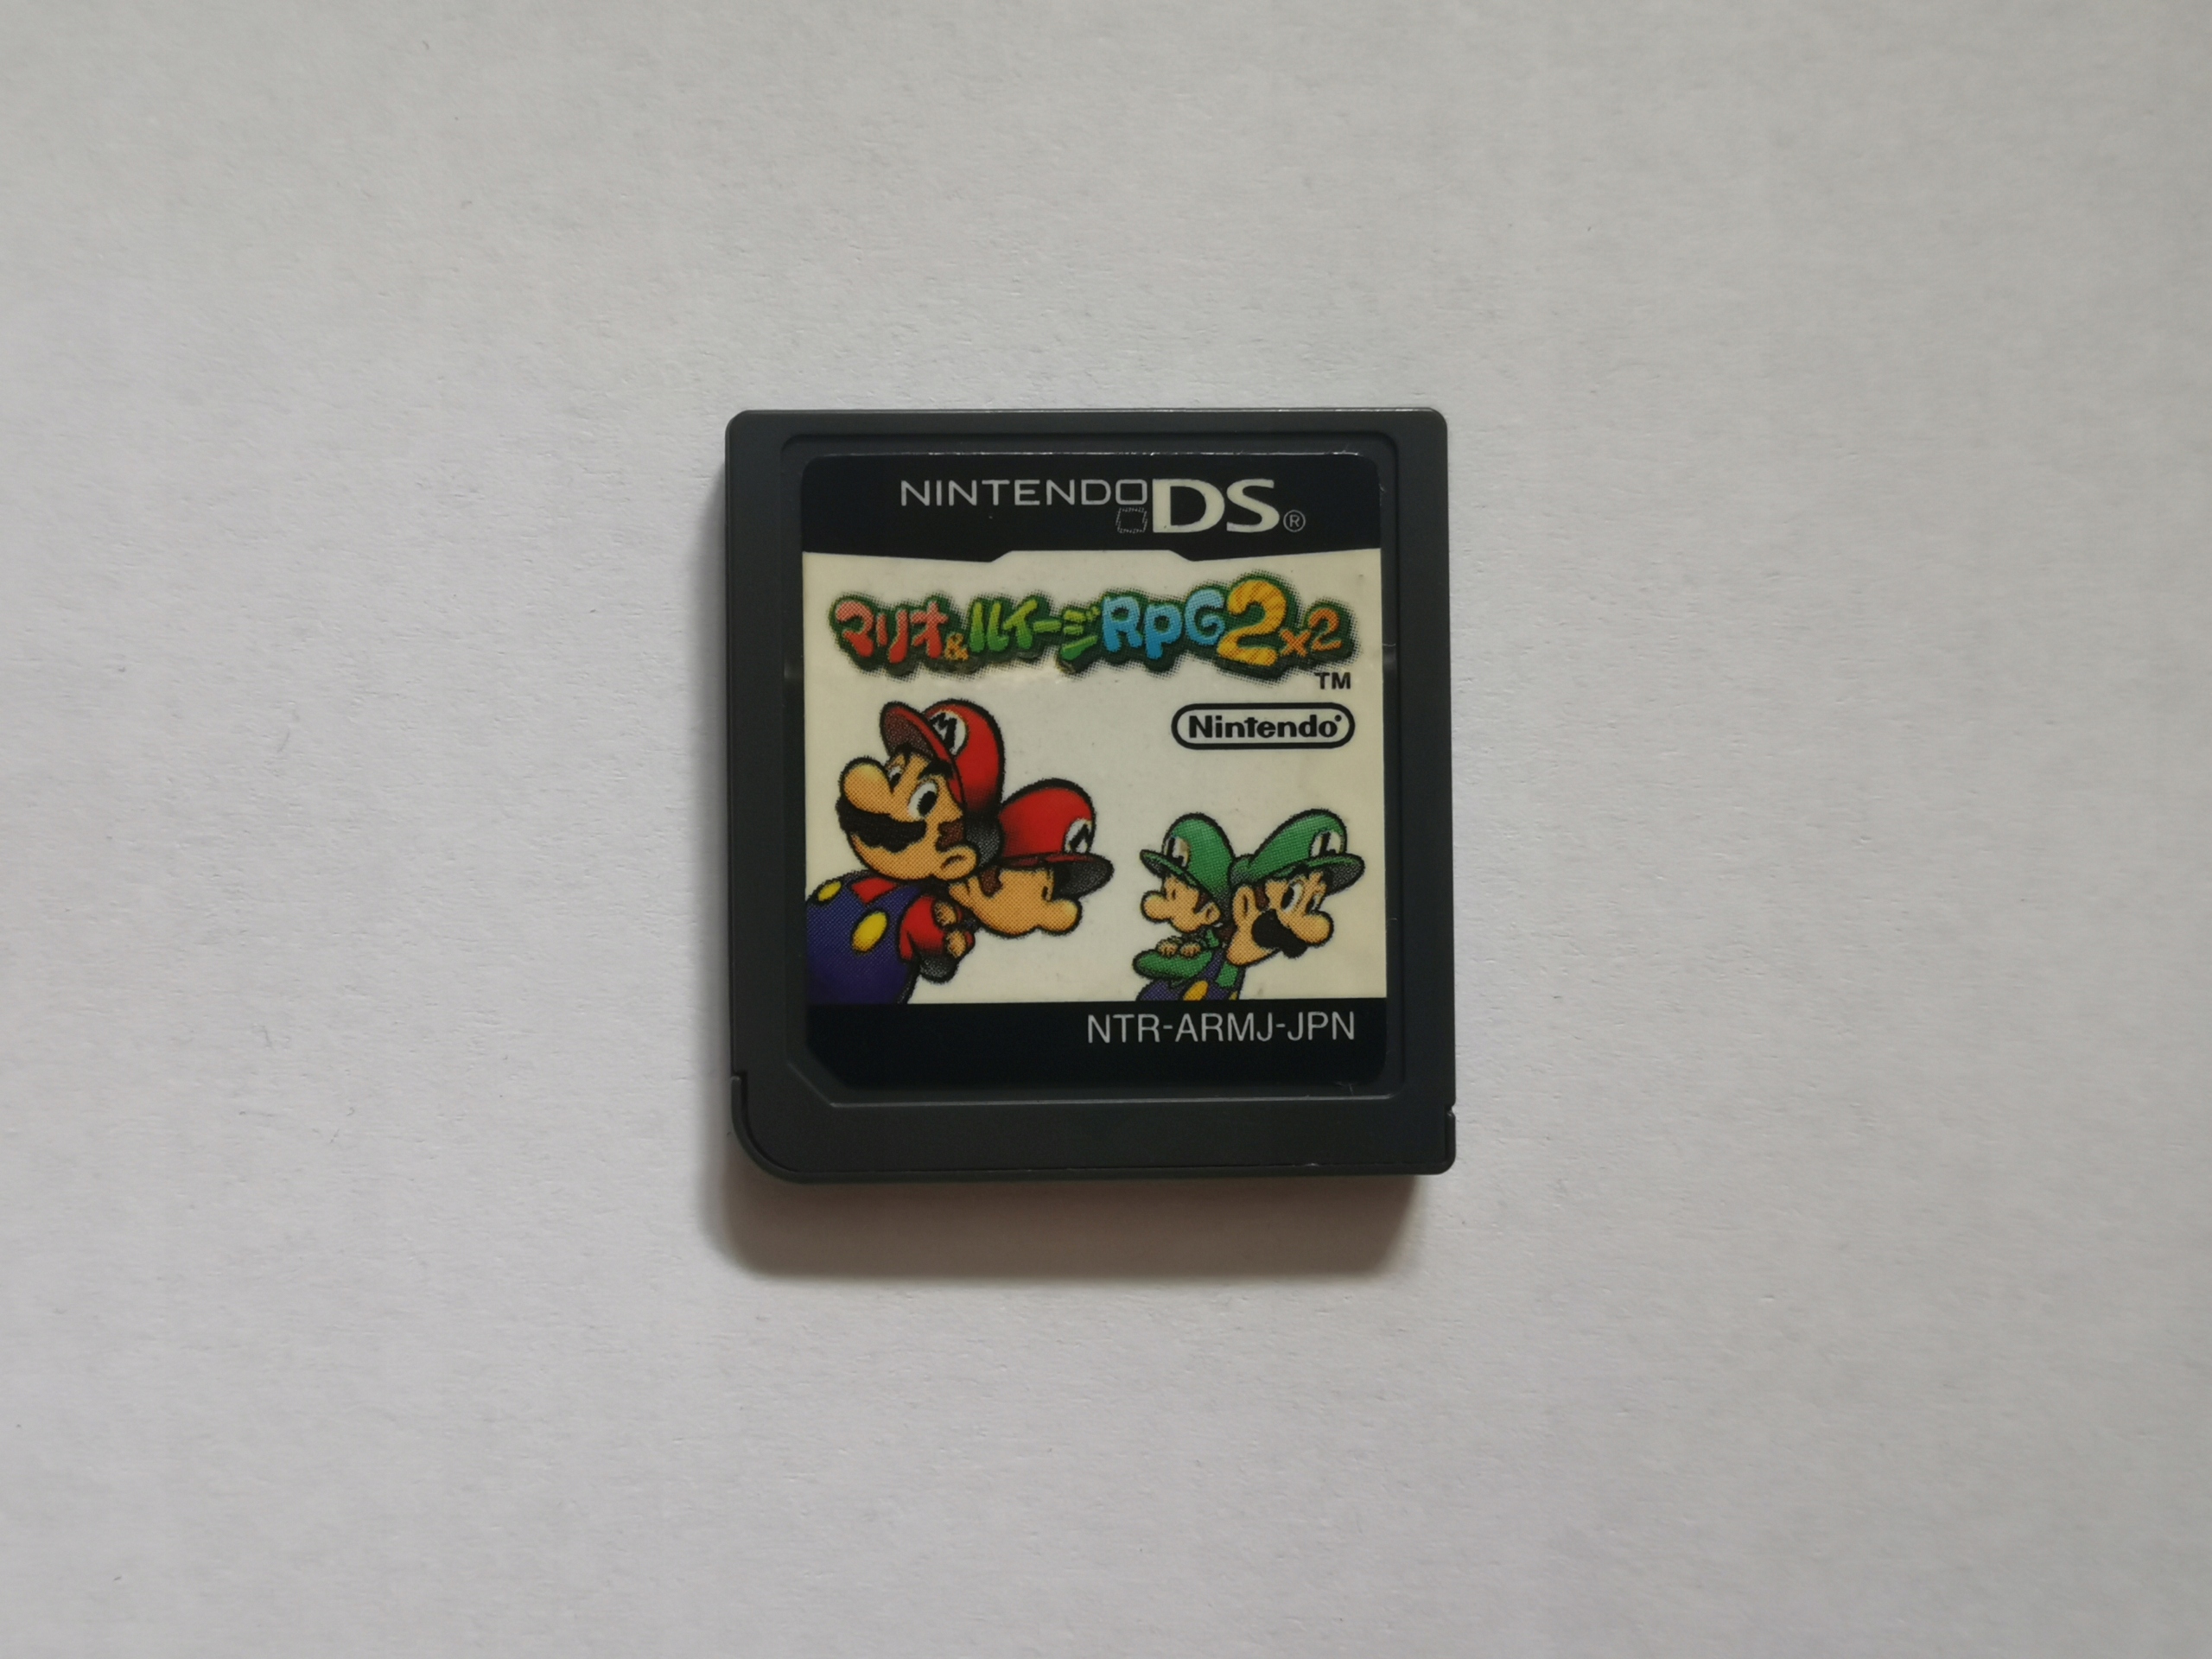 NINTENDO DS®
マリオ&ルイージRPG2x2
TM
Nintendo®
M
L
L
NTR-ARMJ-JPN